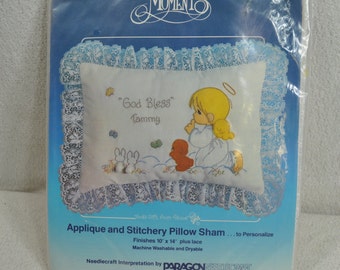 MOMENTS
"God Bless"
Tammy
Applique and Stitchery Pillow Sham . . . to Personalize
Finishes 10" x 14" plus lace
Machine Washable and Dryable
Needlecraft Interpretation by PARAGON